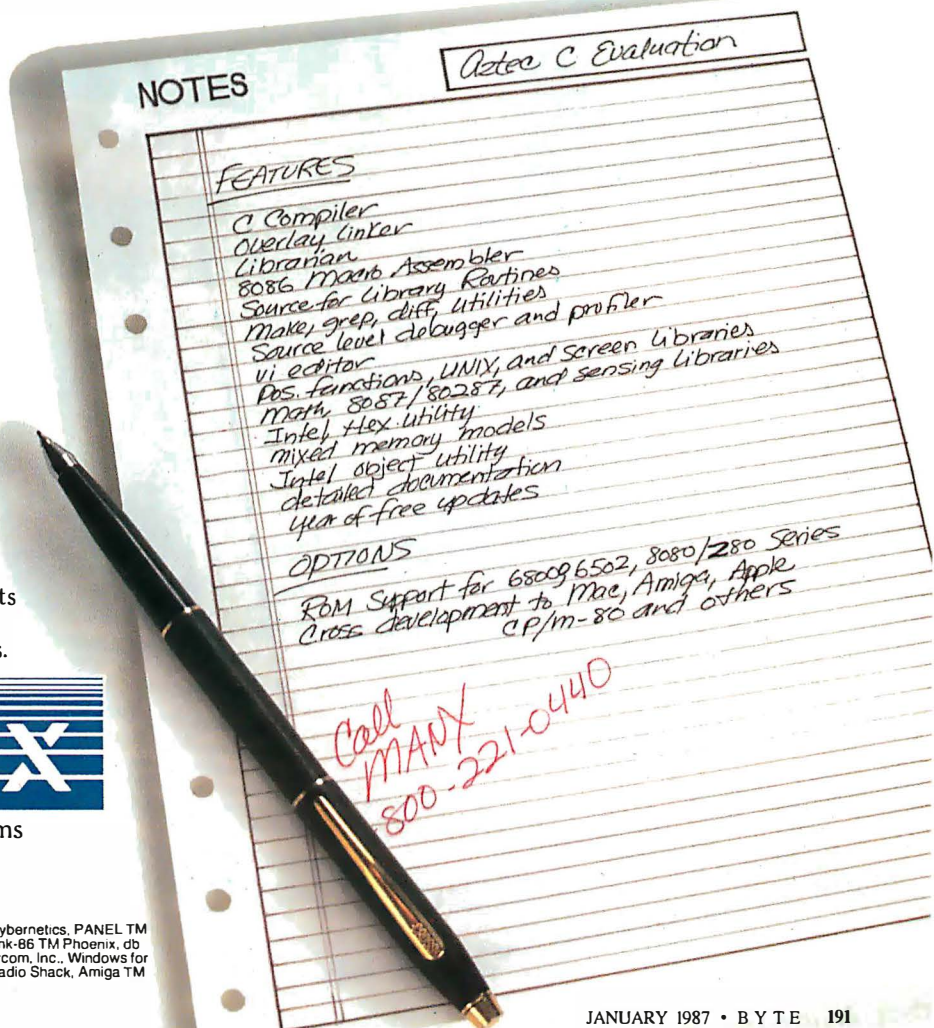 NOTES
Aztec C Evaluation
FEATURES
C Compiler
Overlay Linker
Librarian
8086 Macro Assembler
Source for Library Routines
Make, grep, diff, utilities
Source level debugger and profiler
vi editor
Dos. functions, UNIX, and Screen Libraries
Math, 8087/80287, and sensing Libraries
Intel Hex utility
mixed memory models
Intel object utility
detailed documentation
year of free updates
OPTIONS
ROM Support for 68009 6502, 8080/Z80 Series
Cross development to Mac, Amiga, Apple
CP/m-80 and others
Call
MANX
800-221-0440
ts
s.
X
ms
ybernetics, PANEL TM
nk-86 TM Phoenix, db
rcom, Inc., Windows for
adio Shack, Amiga TM
JANUARY 1987 • BYTE 191